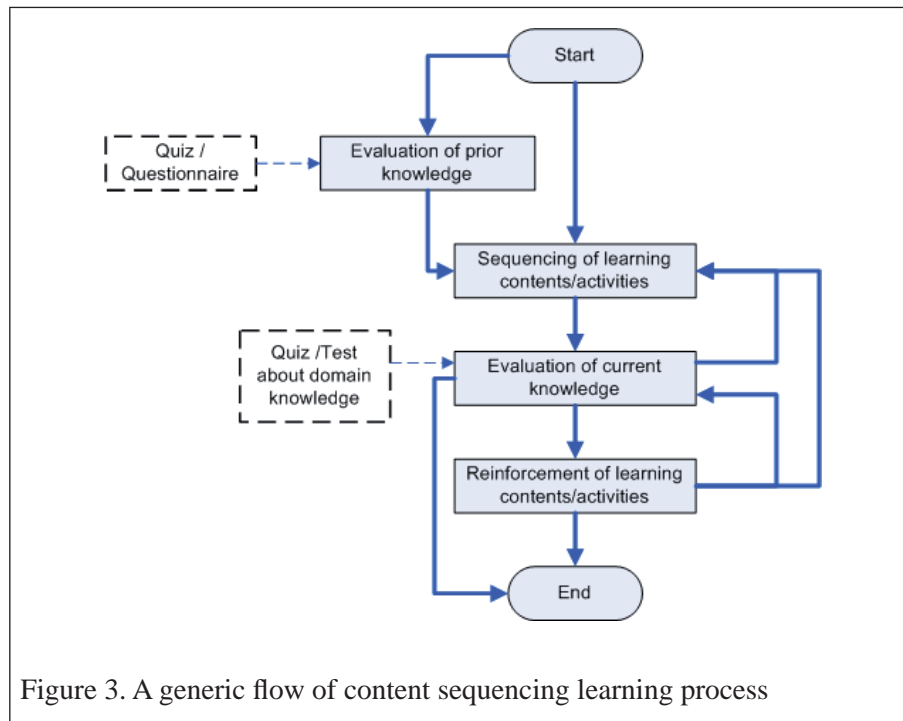 Start
Quiz /
Questionnaire
Evaluation of prior
knowledge
Sequencing of learning
contents/activities
Quiz /Test
about domain
knowledge
Evaluation of current
knowledge
Reinforcement of learning
contents/activities
End
Figure 3. A generic flow of content sequencing learning process